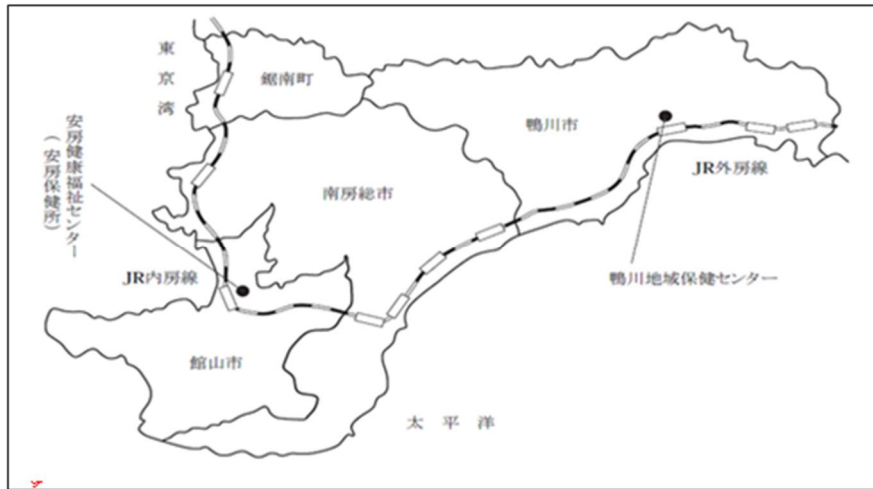 東京湾
鋸南町
鴨川市
安房健康福祉センター
（安房保健所）
南房総市
JR外房線
JR内房線
鴨川地域保健センター
館山市
太平洋